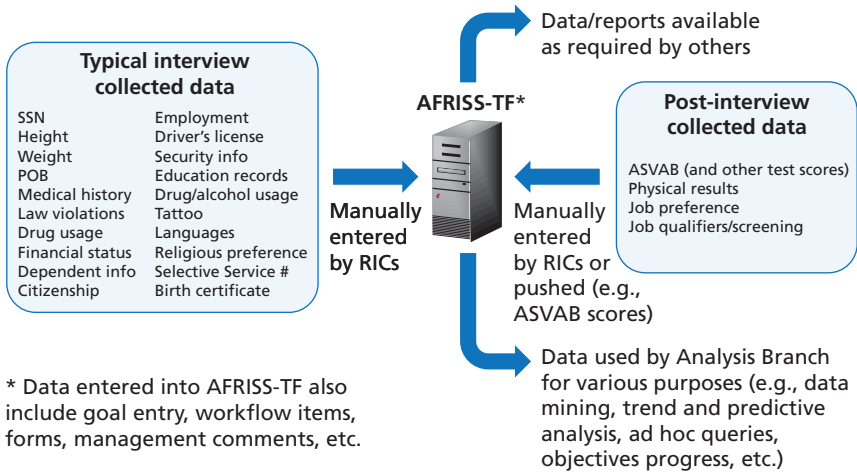 Data/reports available
as required by others
Typical interview
collected data
SSN
Height
Weight
POB
Medical history
Law violations
Drug usage
Financial status
Dependent info
Citizenship
Employment
Driver's license
Security info
Education records
Drug/alcohol usage
Tattoo
Languages
Religious preference
Selective Service #
Birth certificate
Manually
entered
by RICs
AFRISS-TF*
Manually
entered
by RICs or
pushed (e.g.,
ASVAB scores)
Post-interview
collected data
ASVAB (and other test scores)
Physical results
Job preference
Job qualifiers/screening
Data used by Analysis Branch
for various purposes (e.g., data
mining, trend and predictive
analysis, ad hoc queries,
objectives progress, etc.)
* Data entered into AFRISS-TF also
include goal entry, workflow items,
forms, management comments, etc.